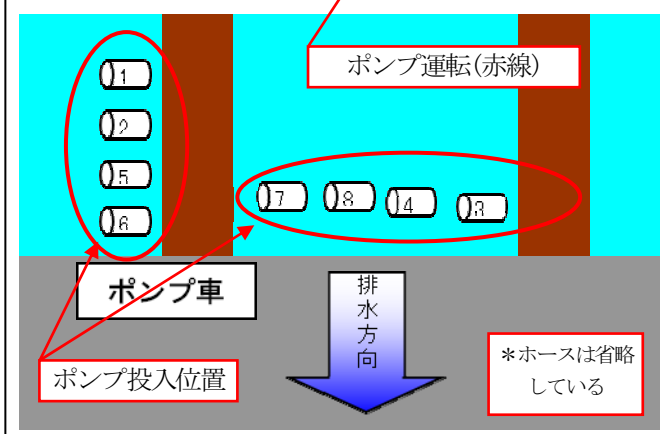 ポンプ運転(赤線)
1
2
5
6
7
8
4
3
ポンプ車
排水方向
ポンプ投入位置
＊ホースは省略
している